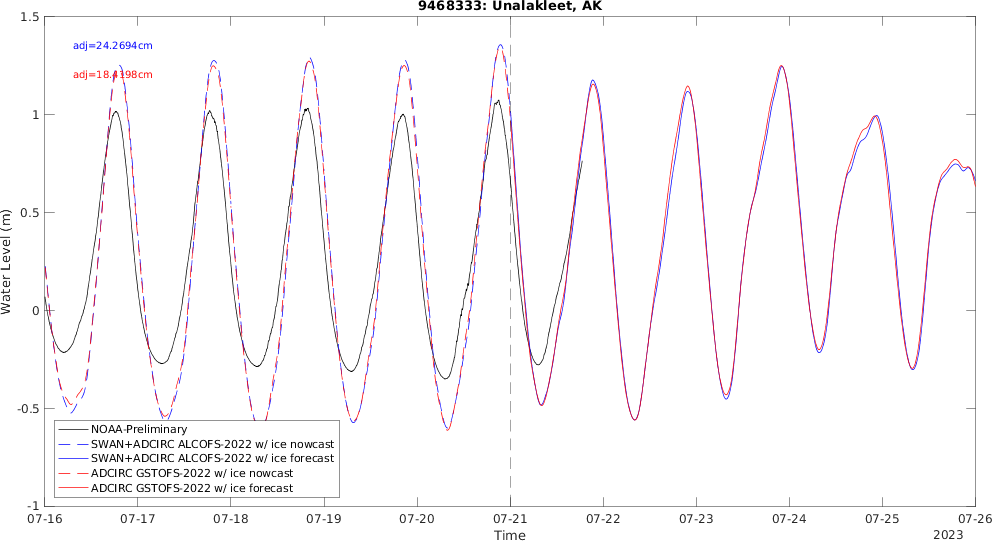 9468333: Unalakleet, AK
1.5
adj=24.2694cm
adj=18.4198cm
1
0.5
Water Level (m)
0
-0.5
NOAA-Preliminary
SWAN+ADCIRC ALCOFS-2022 w/ ice nowcast
SWAN+ADCIRC ALCOFS-2022 w/ ice forecast
ADCIRC GSTOFS-2022 w/ ice nowcast
ADCIRC GSTOFS-2022 w/ ice forecast
-1
07-16 07-17 07-18 07-19 07-20 07-21 07-22 07-23 07-24 07-25 07-26
Time
2023